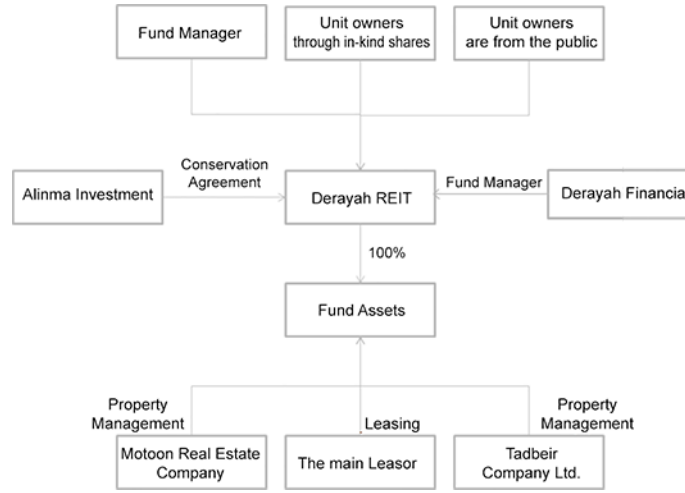 Fund Manager
Unit owners
through in-kind shares
Unit owners
are from the public
Conservation
Agreement
Alinma Investment
Derayah REIT
Fund Manager
Derayah Financial
100%
Fund Assets
Property
Management
Leasing
Property
Management
Motoon Real Estate
Company
The main Leasor
Tadbeir
Company Ltd.